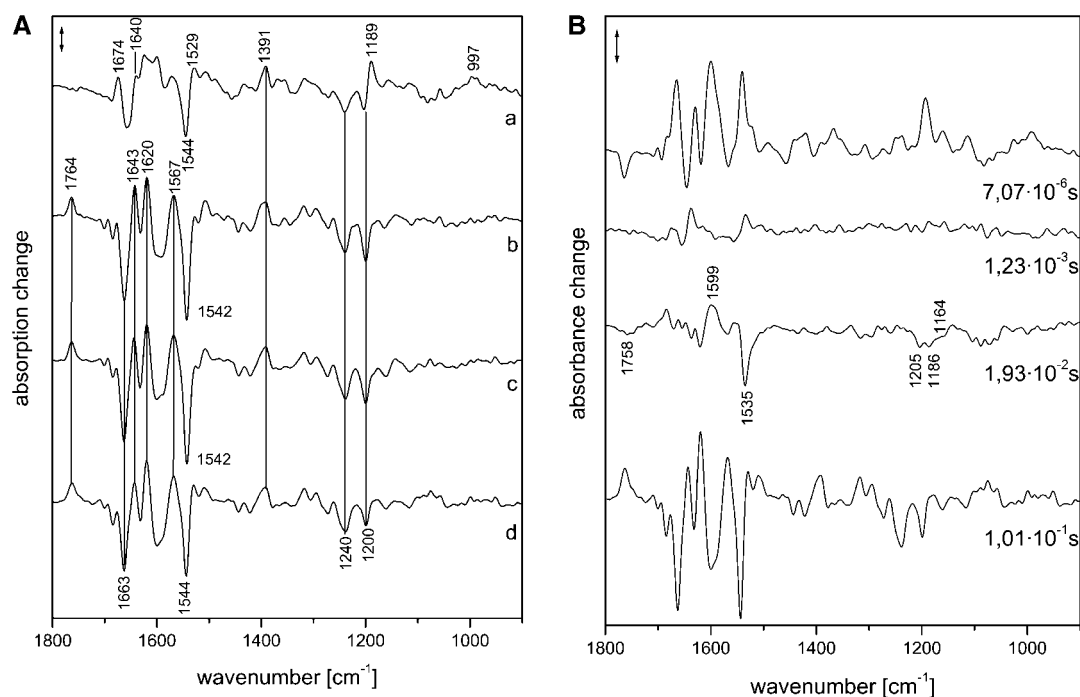 A
1674
1640
1529
1391
1189
997
a
1544
1764
1643
1620
1567
b
1542
c
1542
d
1663
1544
1240
1200
absorption change
1800 1600 1400 1200 1000
wavenumber [cm⁻¹]
B
7,07·10⁻⁶s
1,23·10⁻³s
1599
1164
1758
1535
1205
1186
1,93·10⁻²s
1,01·10⁻¹s
absorbance change
1800 1600 1400 1200 1000
wavenumber [cm⁻¹]